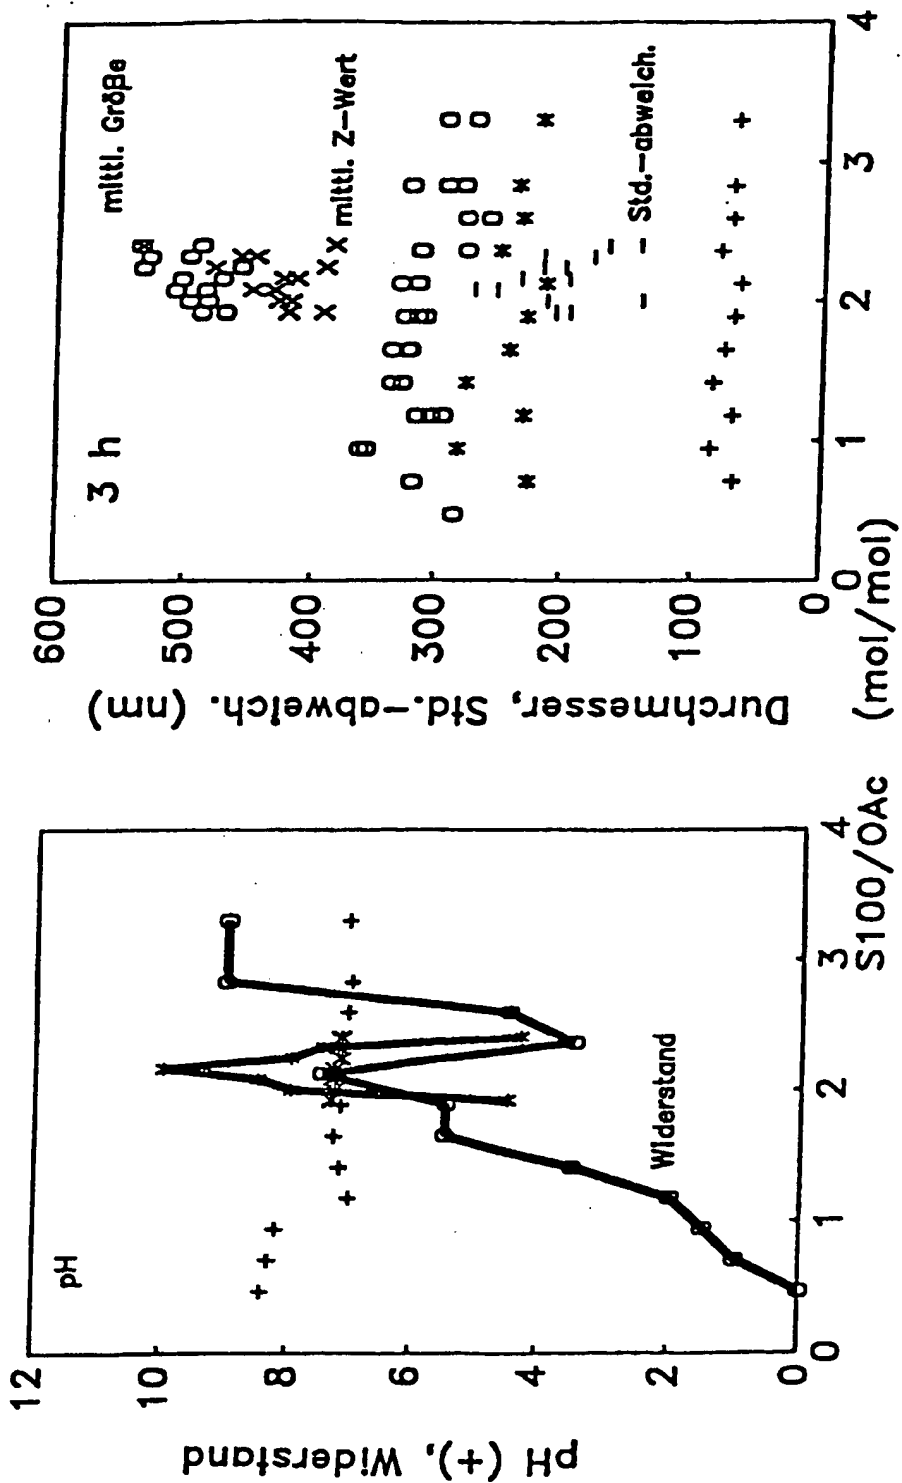 pH (+), Widerstand
12
10
8
6
4
2
0
pH
Widerstand
0
1
2
3
4
S100/OAc (mol/mol)
Durchmesser, Std.-abweich. (nm)
600
500
400
300
200
100
0
3 h
mittl. Größe
mittl. Z-Wert
Std.-abweich.
0
1
2
3
4